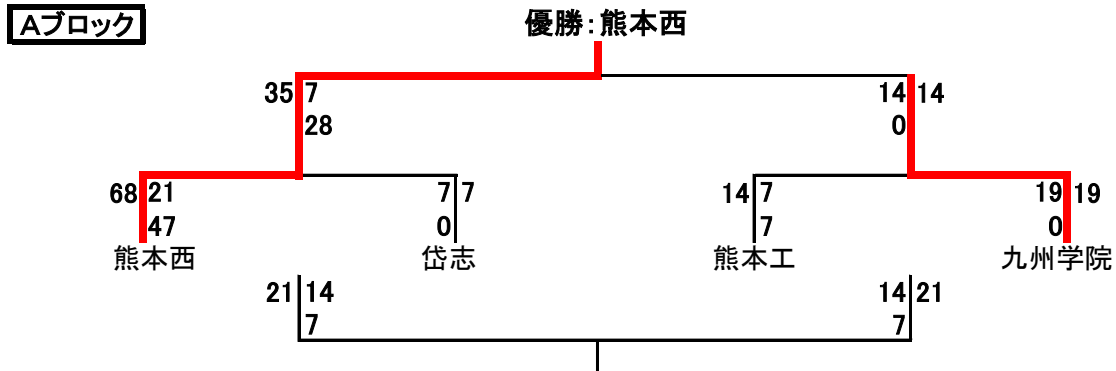 Aブロック
優勝:熊本西
35 7 14 14
28 0
68 21 7 7 14 7 19 19
47 0 7 0
熊本西 岱志 熊本工 九州学院
21 14 14 21
7 7